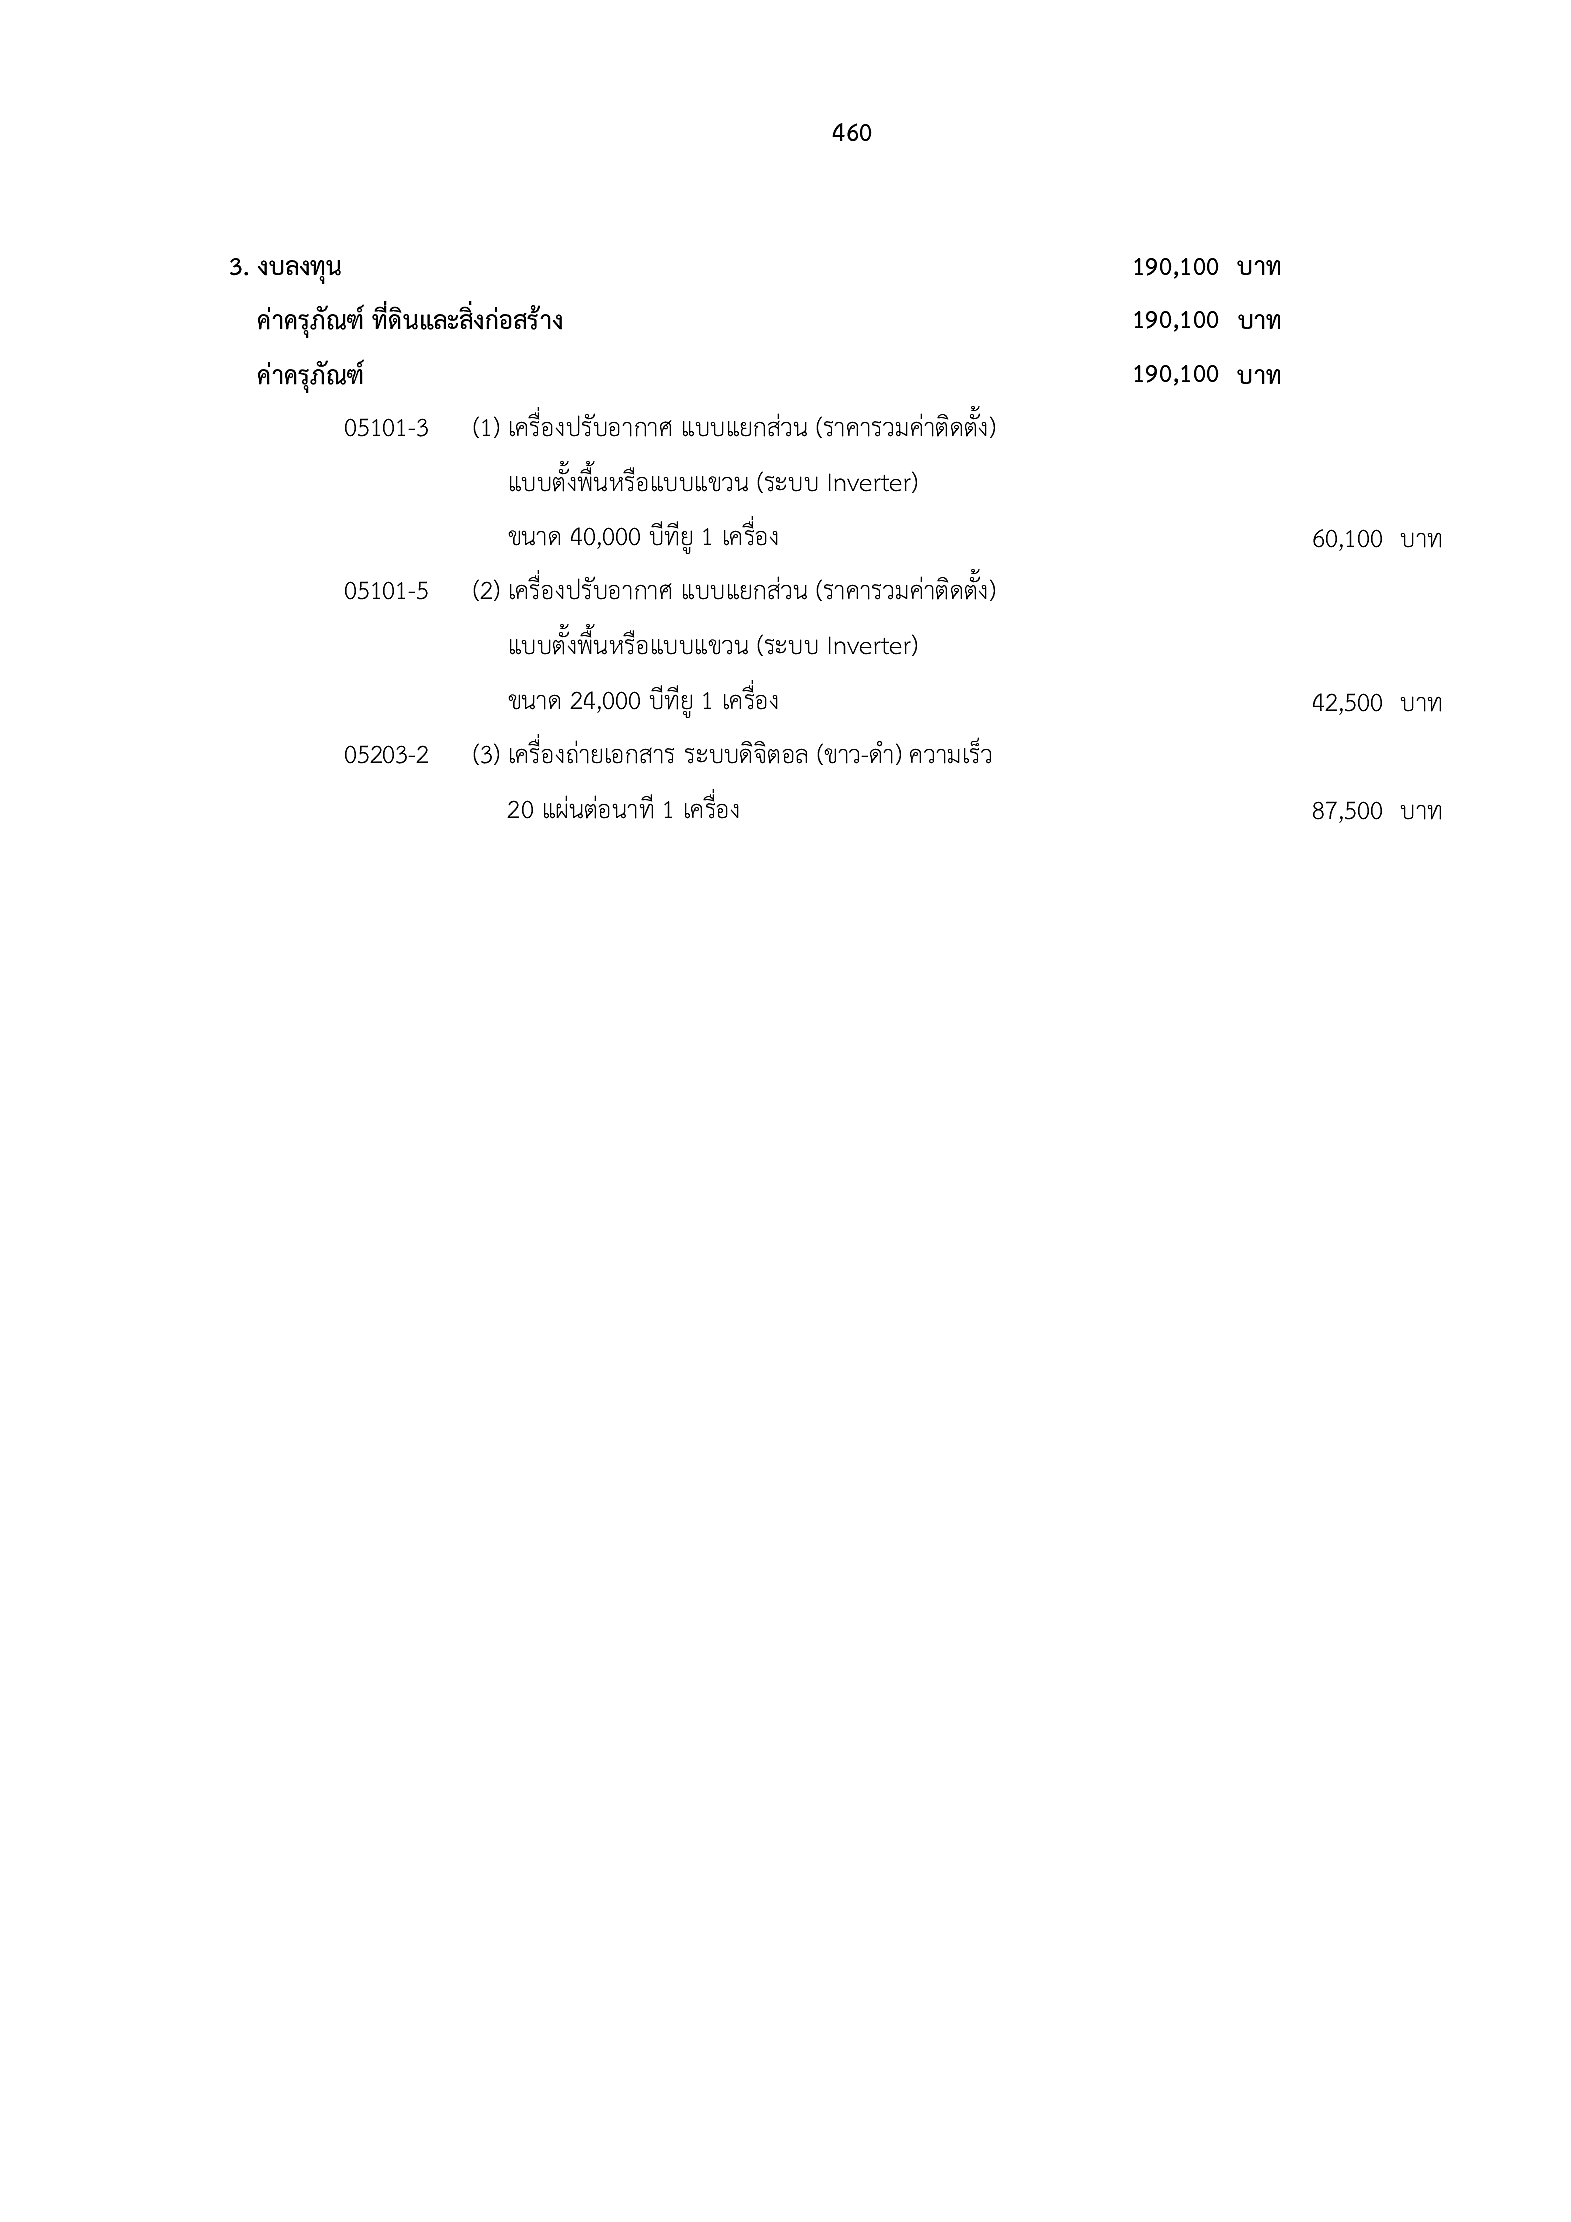 460
3. งบลงทุน 190,100 บาท
ค่าครุภัณฑ์ ที่ดินและสิ่งก่อสร้าง 190,100 บาท
ค่าครุภัณฑ์ 190,100 บาท
05101-3 (1) เครื่องปรับอากาศ แบบแยกส่วน (ราคารวมค่าติดตั้ง)
แบบตั้งพื้นหรือแบบแขวน (ระบบ Inverter)
ขนาด 40,000 บีทียู 1 เครื่อง 60,100 บาท
05101-5 (2) เครื่องปรับอากาศ แบบแยกส่วน (ราคารวมค่าติดตั้ง)
แบบตั้งพื้นหรือแบบแขวน (ระบบ Inverter)
ขนาด 24,000 บีทียู 1 เครื่อง 42,500 บาท
05203-2 (3) เครื่องถ่ายเอกสาร ระบบดิจิตอล (ขาว-ดำ) ความเร็ว
20 แผ่นต่อนาที 1 เครื่อง 87,500 บาท